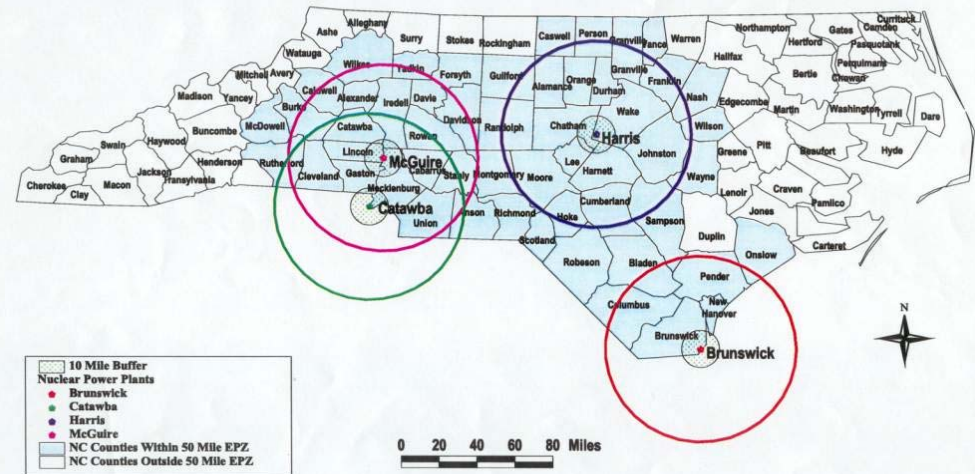 Ashe
Alleghany
Surry
Stokes
Rockingham
Caswell
Person
Granville
Vance
Warren
Northampton
Gates
Camden
Currituck
Pasquotank
Perquimans
Chowan
Hertford
Halifax
Bertie
Watauga
Wilkes
Yadkin
Forsyth
Guilford
Alamance
Orange
Durham
Granville
Franklin
Nash
Edgecombe
Martin
Washington
Tyrrell
Dare
Mitchell
Avery
Caldwell
Alexander
Iredell
Davie
Davidson
Randolph
Chatham
Wake
Wilson
Pitt
Beaufort
Hyde
Madison
Yancey
Burke
McDowell
Catawba
Rowan
Buncombe
Haywood
Swain
Graham
Cherokee
Clay
Macon
Jackson
Transylvania
Henderson
Rutherford
Cleveland
Lincoln
Gaston
McGuire
Cabarrus
Stanly
Montgomery
Moore
Lee
Harnett
Harris
Johnston
Wayne
Greene
Lenoir
Craven
Pamlico
Jones
Carteret
Mecklenburg
Catawba
Union
Anson
Richmond
Scotland
Hoka
Cumberland
Sampson
Duplin
Onslow
Robeson
Bladen
Pender
Columbus
New
Hanover
Brunswick
Brunswick
N
10 Mile Buffer
Nuclear Power Plants
Brunswick
Catawba
Harris
McGuire
NC Counties Within 50 Mile EPZ
NC Counties Outside 50 Mile EPZ
0 20 40 60 80 Miles